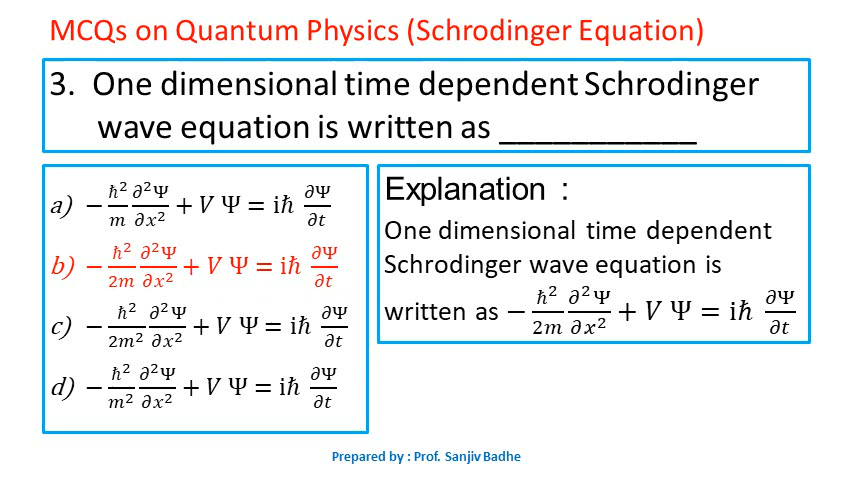 MCQs on Quantum Physics (Schrodinger Equation)
3. One dimensional time dependent Schrodinger
wave equation is written as ____________
a) −ħ²/m ∂²Ψ/∂x² + V Ψ = iħ ∂Ψ/∂t
b) −ħ²/2m ∂²Ψ/∂x² + V Ψ = iħ ∂Ψ/∂t
c) −ħ²/2m² ∂²Ψ/∂x² + V Ψ = iħ ∂Ψ/∂t
d) −ħ²/m² ∂²Ψ/∂x² + V Ψ = iħ ∂Ψ/∂t
Explanation :
One dimensional time dependent
Schrodinger wave equation is
written as −ħ²/2m ∂²Ψ/∂x² + V Ψ = iħ ∂Ψ/∂t
Prepared by : Prof. Sanjiv Badhe